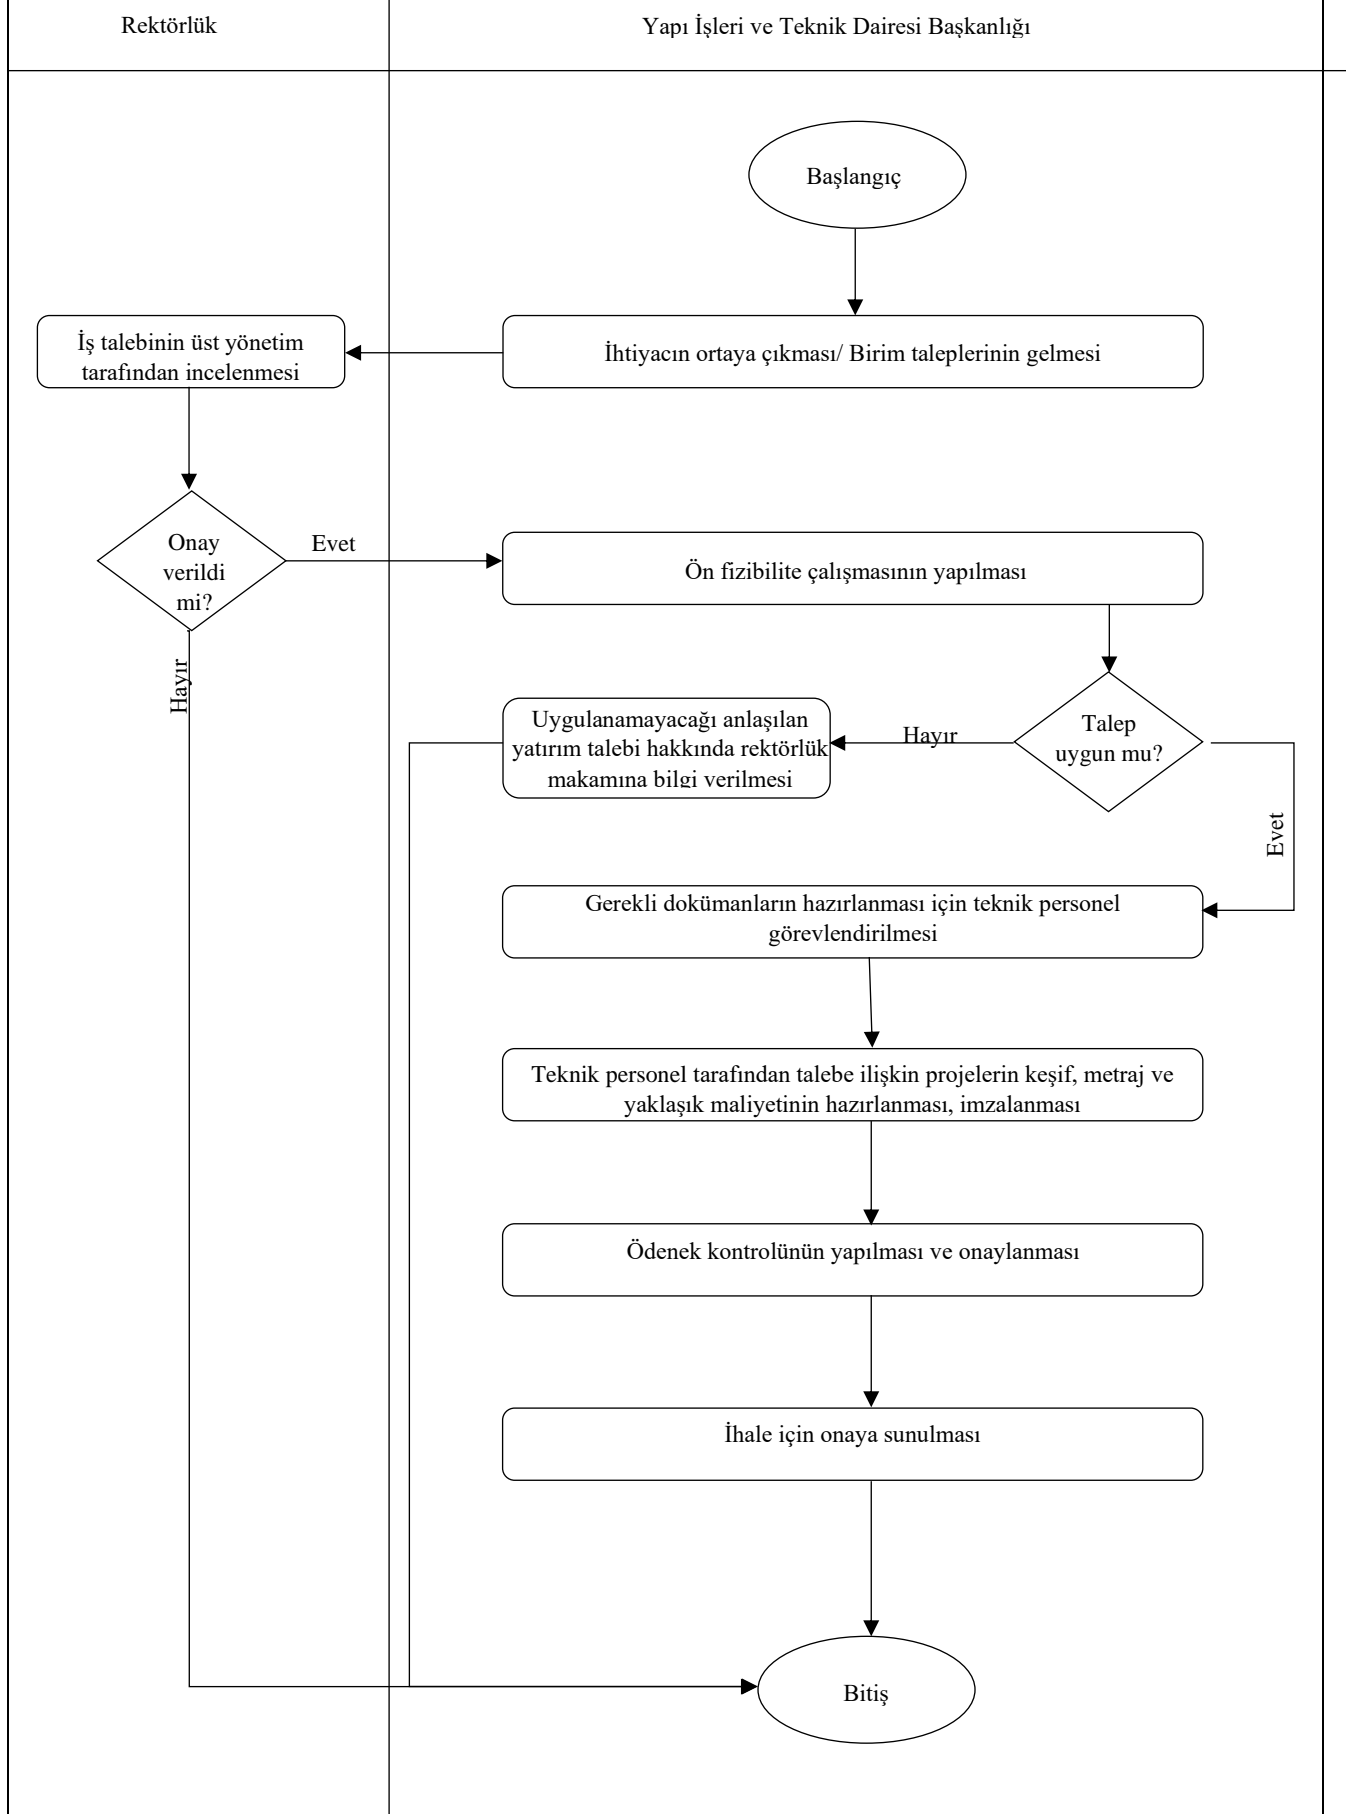 Rektörlük
Yapı İşleri ve Teknik Dairesi Başkanlığı
Başlangıç
İş talebinin üst yönetim
tarafından incelenmesi
İhtiyacın ortaya çıkması/ Birim taleplerinin gelmesi
Onay
verildi
mi?
Evet
Ön fizibilite çalışmasının yapılması
Hayır
Uygulanamayacağı anlaşılan
yatırım talebi hakkında rektörlük
makamına bilgi verilmesi
Hayır
Talep
uygun mu?
Evet
Gerekli dokümanların hazırlanması için teknik personel
görevlendirilmesi
Teknik personel tarafından talebe ilişkin projelerin keşif, metraj ve
yaklaşık maliyetinin hazırlanması, imzalanması
Ödenek kontrolünün yapılması ve onaylanması
İhale için onaya sunulması
Bitiş